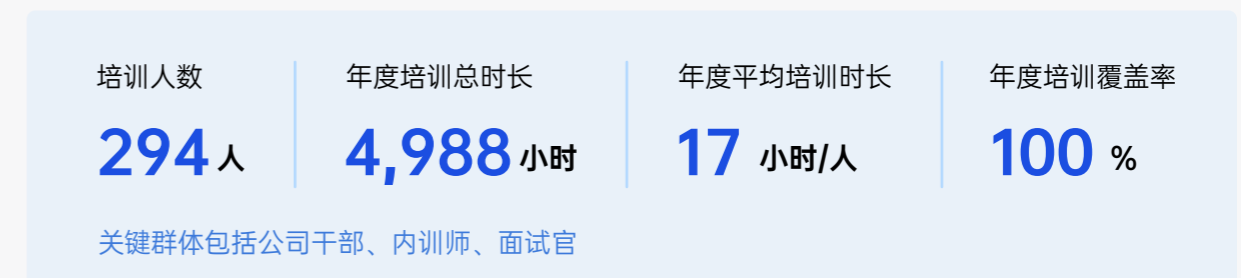 培训人数 年度培训总时长 年度平均培训时长 年度培训覆盖率
294 人 4,988 小时 17 小时/人 100 %
关键群体包括公司干部、内训师、面试官